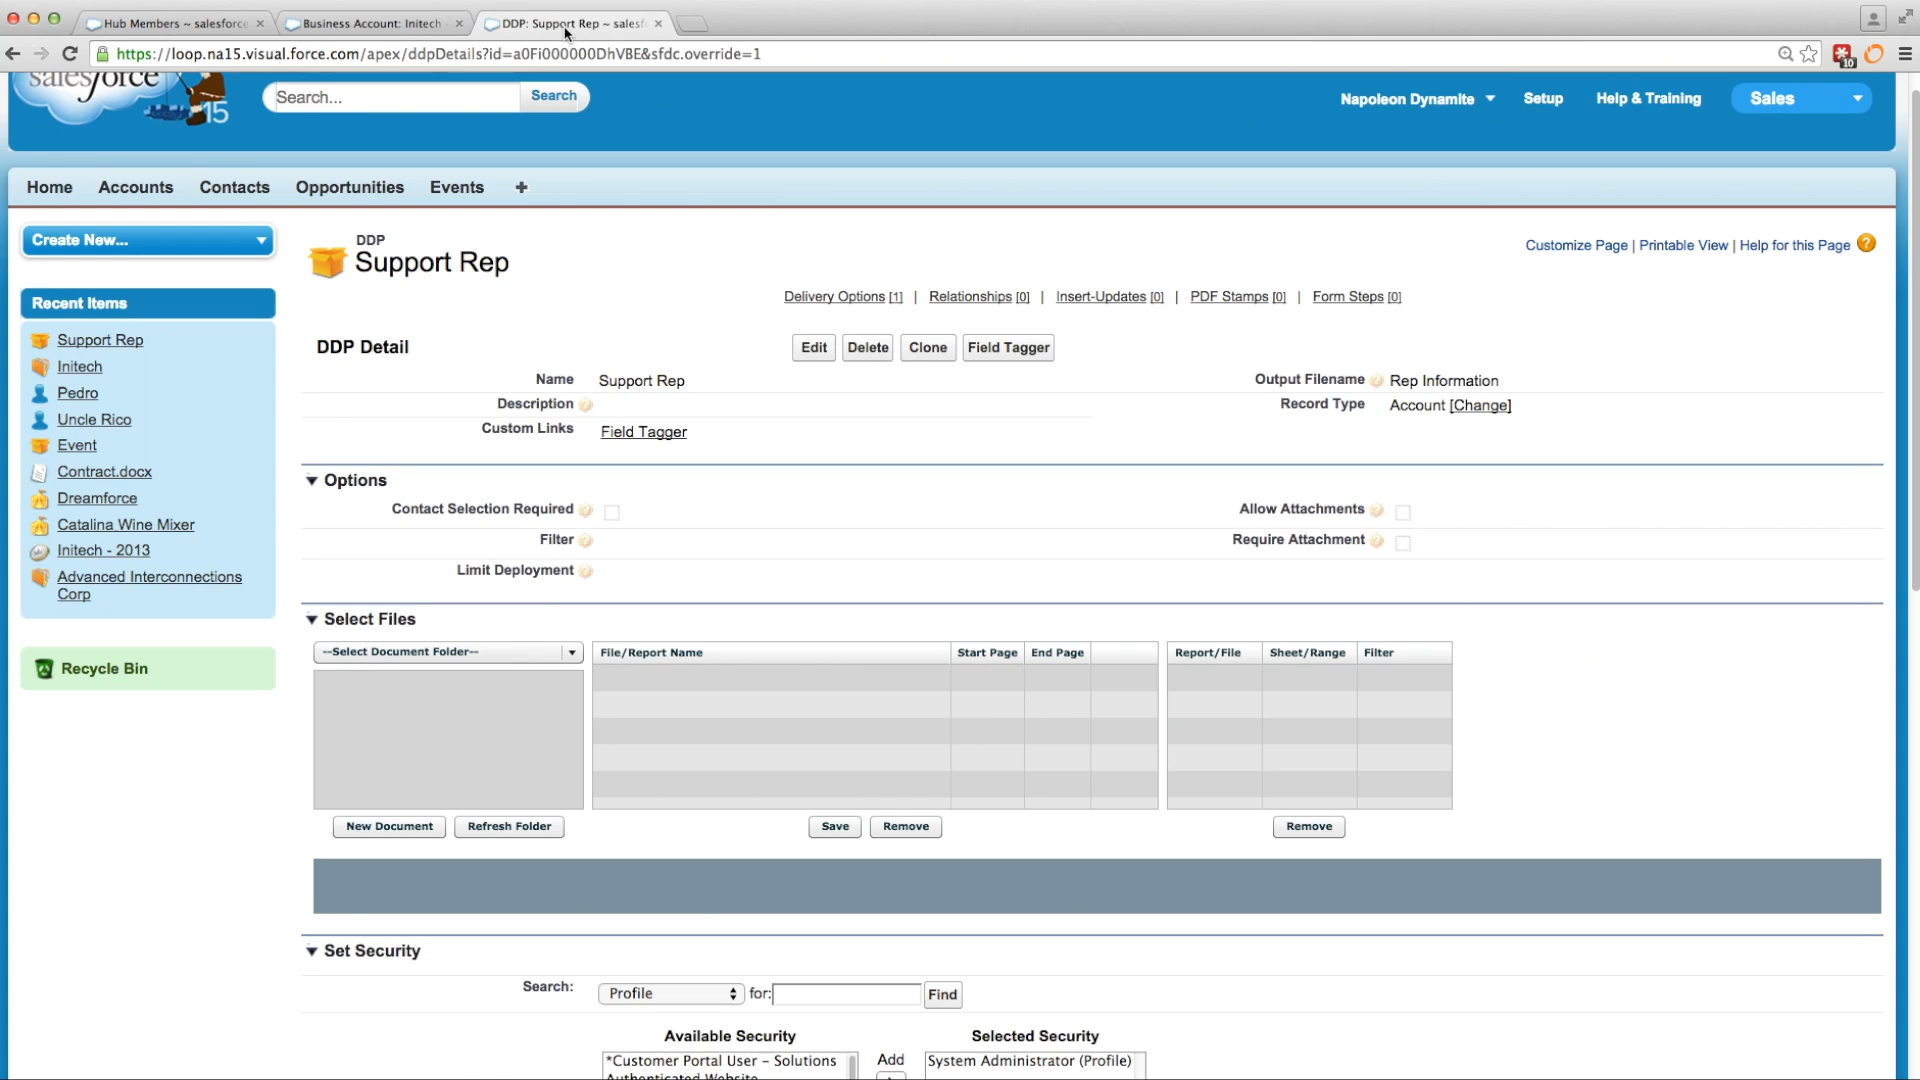 Hub Members ~ salesforce
Business Account: Initech
DDP: Support Rep ~ salesf
https://loop.na15.visual.force.com/apex/ddpDetails?id=a0Fi000000DhVBE&sfdc.override=1
10
salesforce
15
Search...
Search
Napoleon Dynamite
Setup
Help & Training
Sales
Home
Accounts
Contacts
Opportunities
Events
+
Create New...
Recent Items
Support Rep
Initech
Pedro
Uncle Rico
Event
Contract.docx
Dreamforce
Catalina Wine Mixer
Initech - 2013
Advanced Interconnections
Corp
Recycle Bin
DDP
Support Rep
Customize Page | Printable View | Help for this Page ?
Delivery Options [1] | Relationships [0] | Insert-Updates [0] | PDF Stamps [0] | Form Steps [0]
DDP Detail
Edit
Delete
Clone
Field Tagger
Name Support Rep
Output Filename Rep Information
Description
Record Type Account [Change]
Custom Links Field Tagger
Options
Contact Selection Required
Allow Attachments
Filter
Require Attachment
Limit Deployment
Select Files
--Select Document Folder--
File/Report Name
Start Page
End Page
Report/File
Sheet/Range
Filter
New Document
Refresh Folder
Save
Remove
Remove
Set Security
Search: Profile for: Find
Available Security
Selected Security
*Customer Portal User – Solutions
Add
System Administrator (Profile)
Authenticated Website